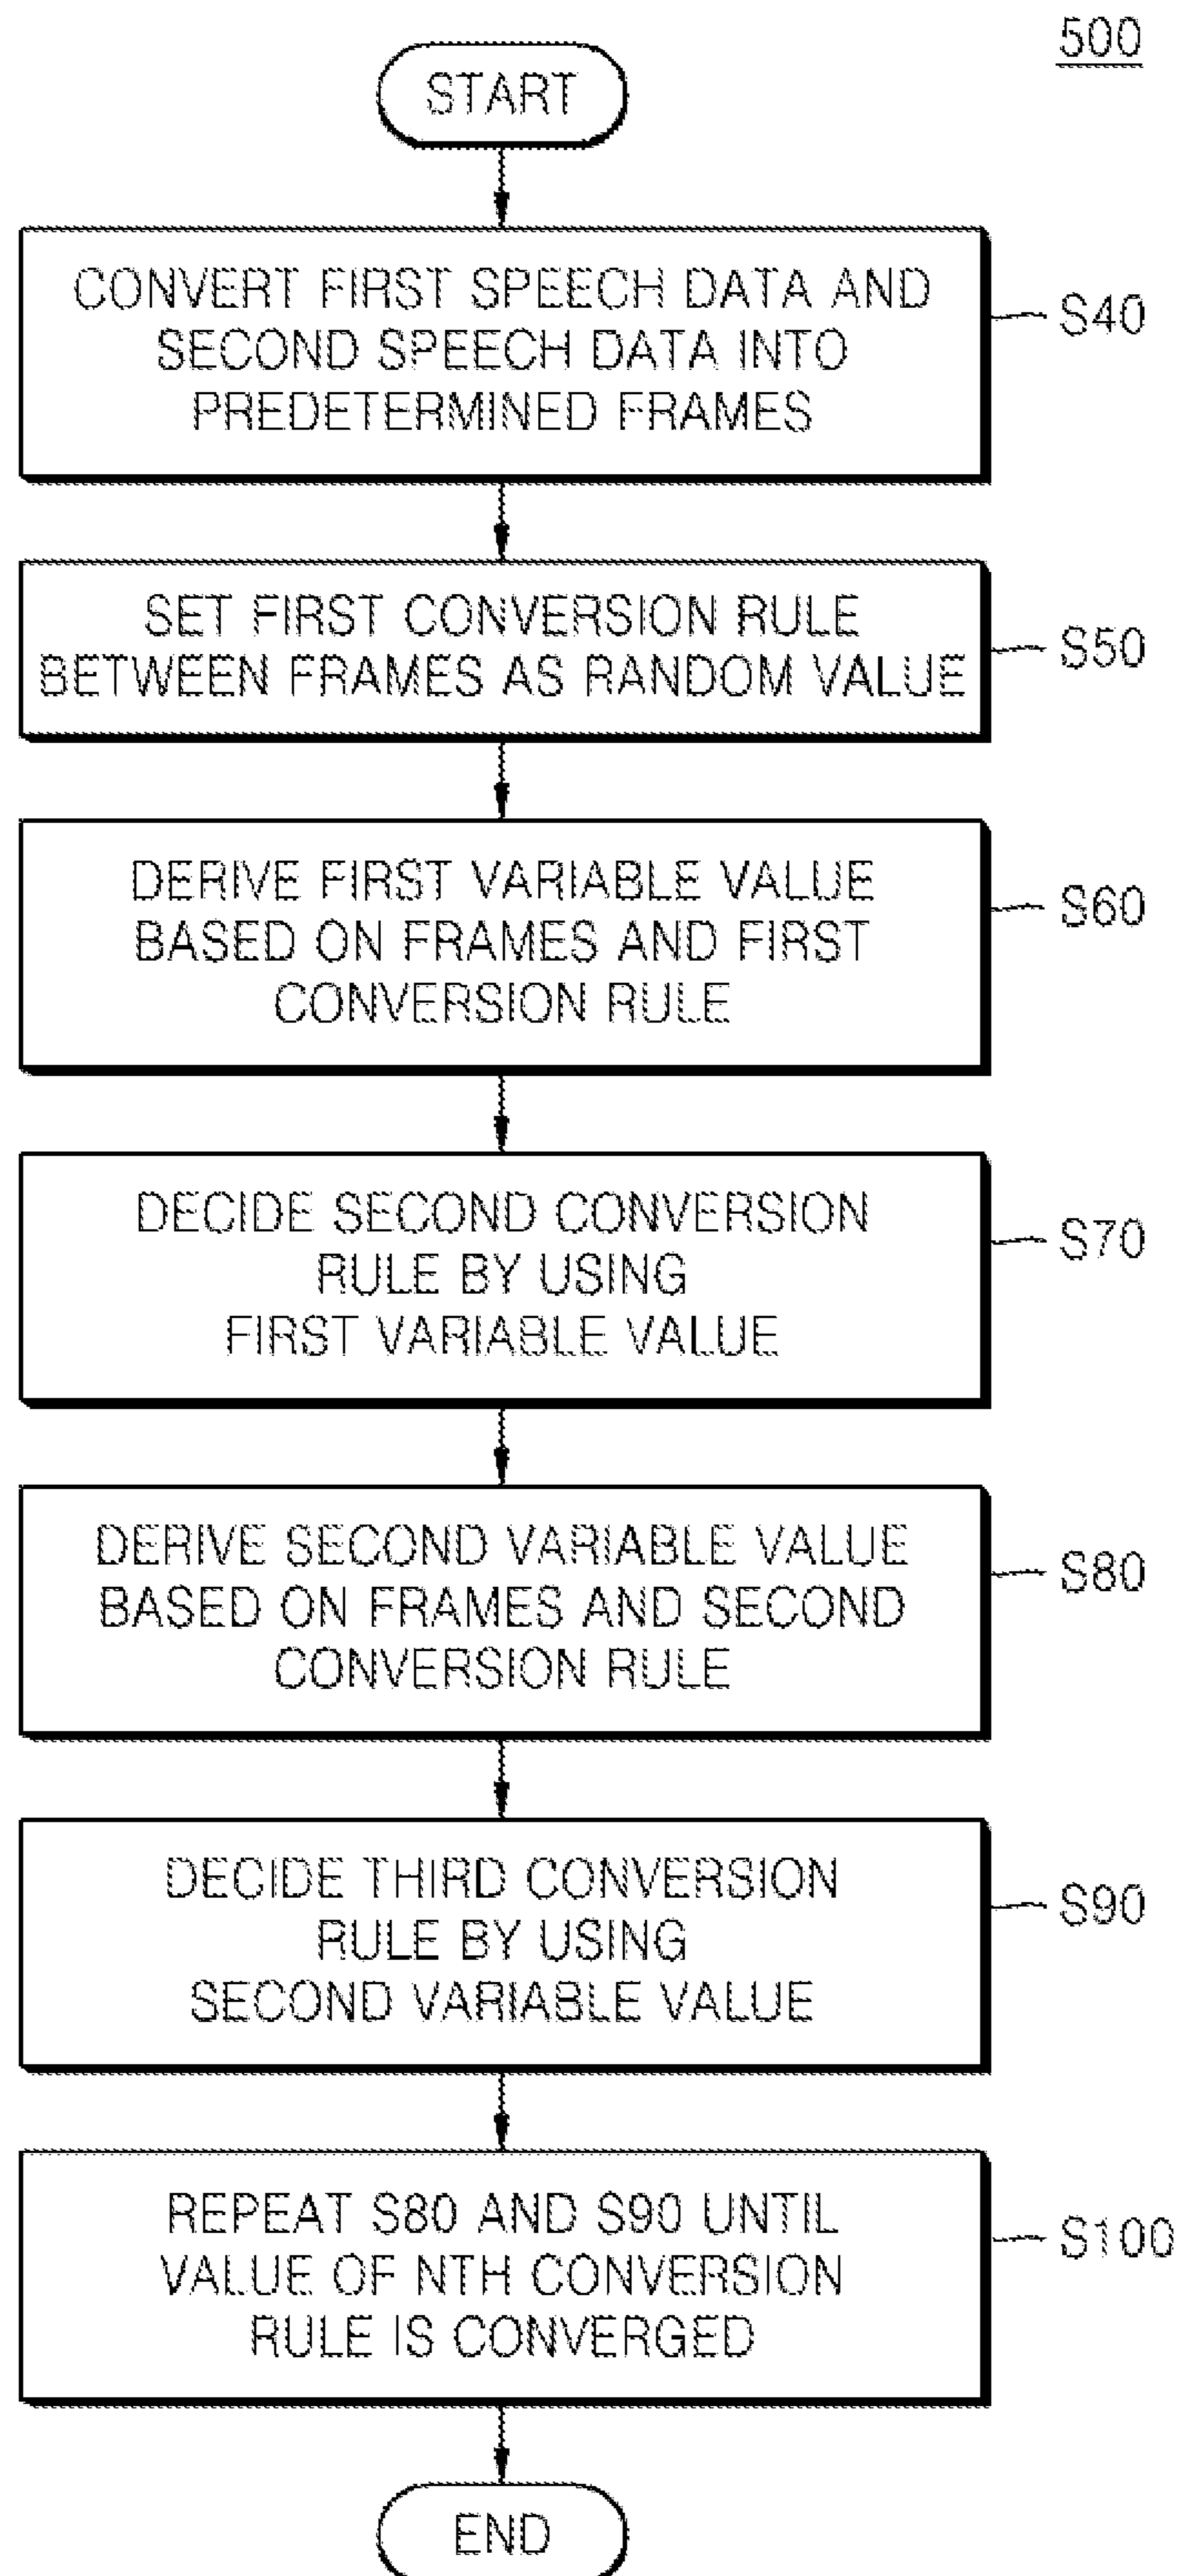 500
START
CONVERT FIRST SPEECH DATA AND
SECOND SPEECH DATA INTO
PREDETERMINED FRAMES
S40
SET FIRST CONVERSION RULE
BETWEEN FRAMES AS RANDOM VALUE
S50
DERIVE FIRST VARIABLE VALUE
BASED ON FRAMES AND FIRST
CONVERSION RULE
S60
DECIDE SECOND CONVERSION
RULE BY USING
FIRST VARIABLE VALUE
S70
DERIVE SECOND VARIABLE VALUE
BASED ON FRAMES AND SECOND
CONVERSION RULE
S80
DECIDE THIRD CONVERSION
RULE BY USING
SECOND VARIABLE VALUE
S90
REPEAT S80 AND S90 UNTIL
VALUE OF NTH CONVERSION
RULE IS CONVERGED
S100
END